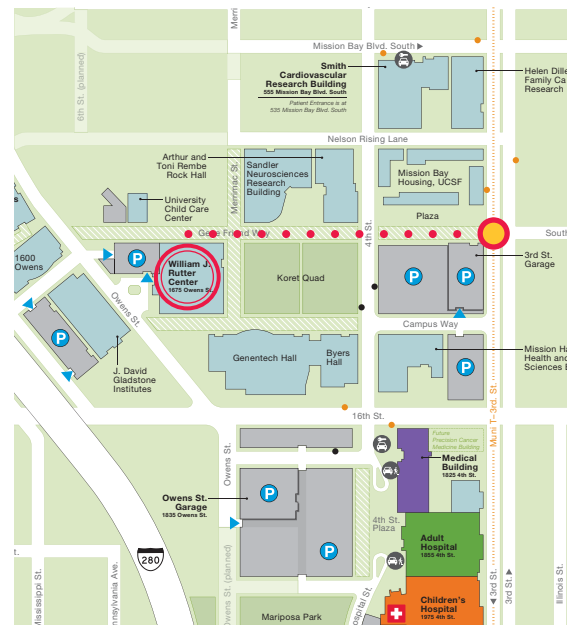 Merri
Mission Bay Blvd. South ▶
6th St. (planned)
Smith
Cardiovascular
Research Building
555 Mission Bay Blvd. South
Patient Entrance is at
535 Mission Bay Blvd. South
Helen Dille
Family Ca
Research
Nelson Rising Lane
Arthur and
Toni Rembe
Rock Hall
Merrimac St.
Sandler
Neurosciences
Research
Building
Mission Bay
Housing, UCSF
University
Child Care
Center
Plaza
4th St.
Gene Friend Way
South
s
1600
Owens
P
William J.
Rutter
Center
1675 Owens St.
Koret Quad
P
P
3rd St.
Garage
Owens St.
P
Campus Way
J. David
Gladstone
Institutes
Genentech Hall
Byers
Hall
P
Mission Ha
Health and
Sciences B
Muni T–3rd. St.
16th St.
Future
Precision Cancer
Medicine Building
Owens St.
Medical
Building
1825 4th St.
Owens St.
Garage
1835 Owens St.
P
P
4th St.
Plaza
Adult
Hospital
1855 4th St.
280
t.
Mississippi St.
nnsylvania Ave.
Owens St. (planned)
ospital St.
Children's
Hospital
1975 4th St.
◀ 3rd St.
3rd St. ▶
Illinois St.
Mariposa Park